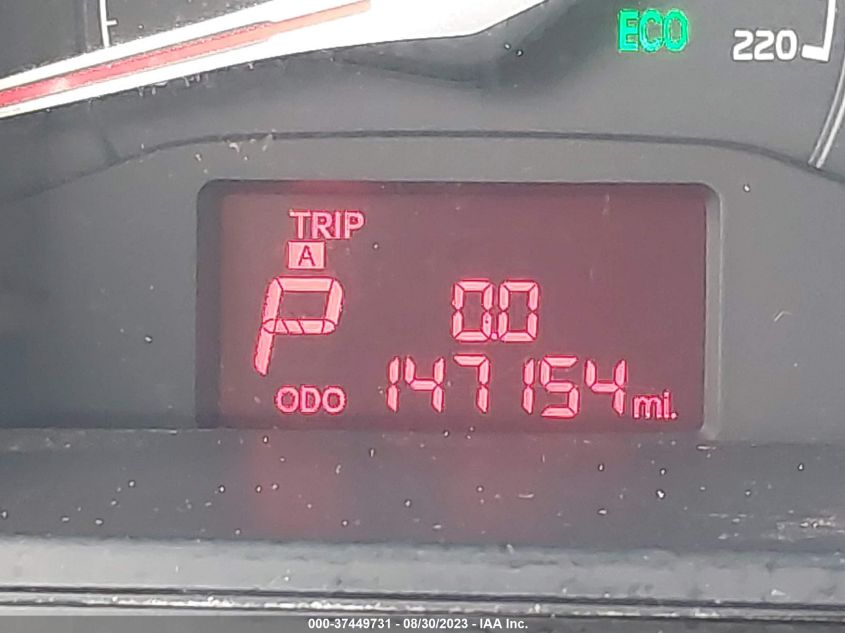 ECO
220
TRIP
A
P 0.0
ODO 147154 mi.
000-37449731 - 08/30/2023 - IAA Inc.